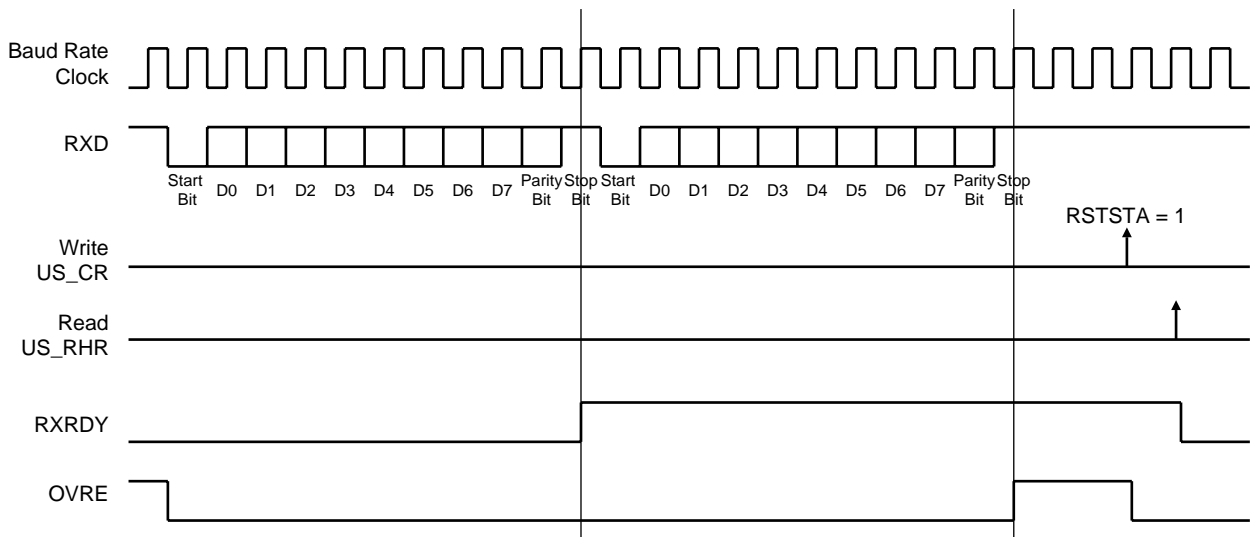 Baud Rate
Clock
RXD
Start
Bit
D0 D1 D2 D3 D4 D5 D6 D7
Parity
Bit
Stop
Bit
Start
Bit
D0 D1 D2 D3 D4 D5 D6 D7
Parity
Bit
Stop
Bit
RSTSTA = 1
Write
US_CR
Read
US_RHR
RXRDY
OVRE